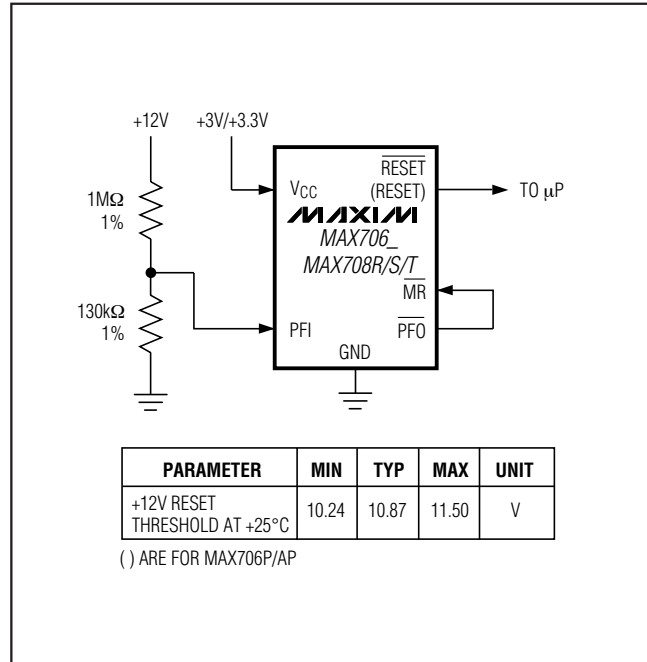 +12V
+3V/+3.3V
1MΩ
1%
130kΩ
1%
VCC
RESET
(RESET)
TO µP
MAXIM
MAX706_
MAX708R/S/T
MR
PFI
PFO
GND
PARAMETER MIN TYP MAX UNIT
+12V RESET
THRESHOLD AT +25°C 10.24 10.87 11.50 V
( ) ARE FOR MAX706P/AP